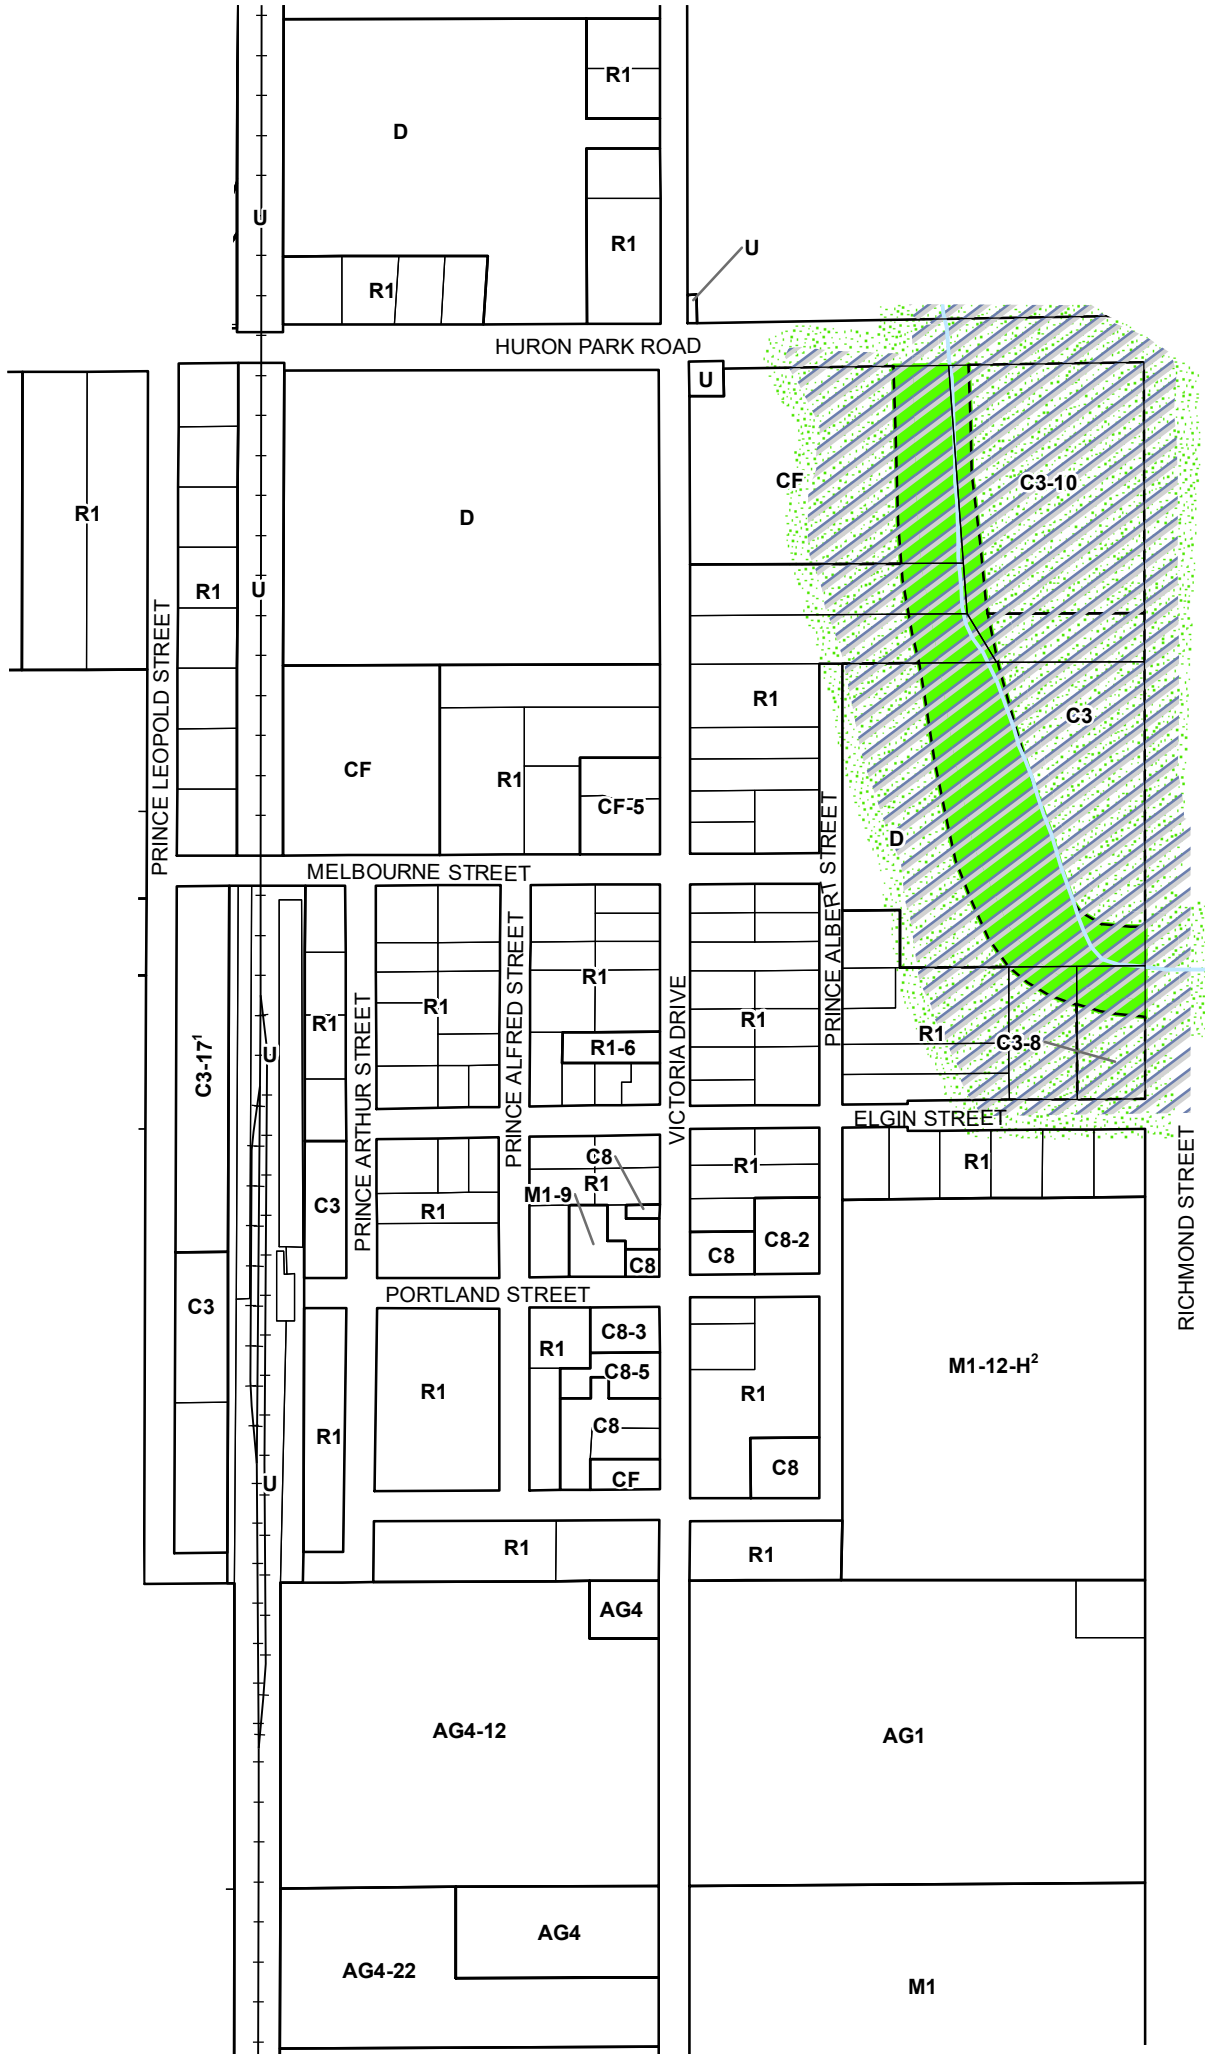 R1
D
U
R1
U
R1
HURON PARK ROAD
U
CF
C3-10
R1
D
R1
U
PRINCE LEOPOLD STREET
R1
C3
CF
R1
CF-5
PRINCE ALBERT STREET
D
MELBOURNE STREET
C3-17¹
U
R1
PRINCE ARTHUR STREET
R1
PRINCE ALFRED STREET
R1
R1-6
VICTORIA DRIVE
R1
R1
C3-8
ELGIN STREET
C8
R1
M1-9
C8
R1
R1
C3
R1
C8
C8-2
RICHMOND STREET
C3
PORTLAND STREET
R1
C8-3
C8-5
M1-12-H²
R1
R1
R1
C8
C8
CF
U
R1
R1
AG4
AG4-12
AG1
AG4
AG4-22
M1